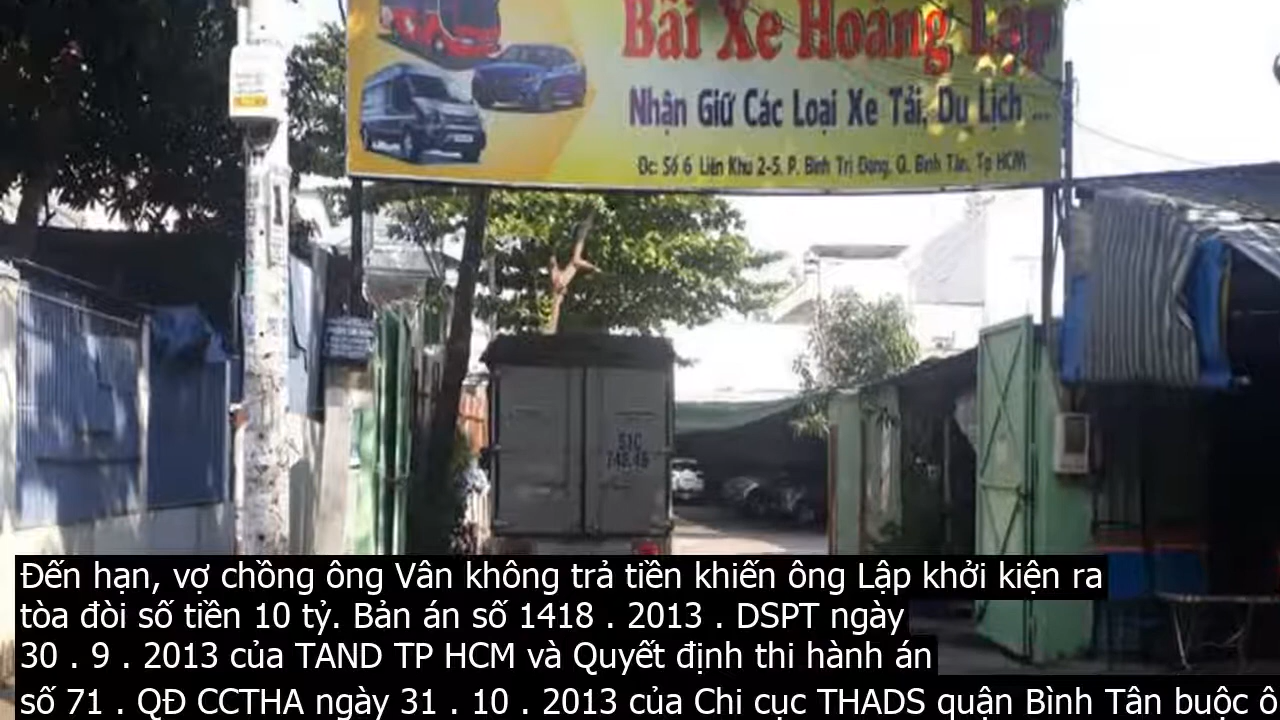 Bãi Xe Hoàng Lập
Nhận Giữ Các Loại Xe Tải, Du Lịch ...
Đc: Số 6 Liên Khu 2-5. P. Bình Trị Đông. Q. Bình Tân, Tp HCM
51C
748.46
Đến hạn, vợ chồng ông Vân không trả tiền khiến ông Lập khởi kiện ra
tòa đòi số tiền 10 tỷ. Bản án số 1418 . 2013 . DSPT ngày
30 . 9 . 2013 của TAND TP HCM và Quyết định thi hành án
số 71 . QĐ CCTHA ngày 31 . 10 . 2013 của Chi cục THADS quận Bình Tân buộc ô